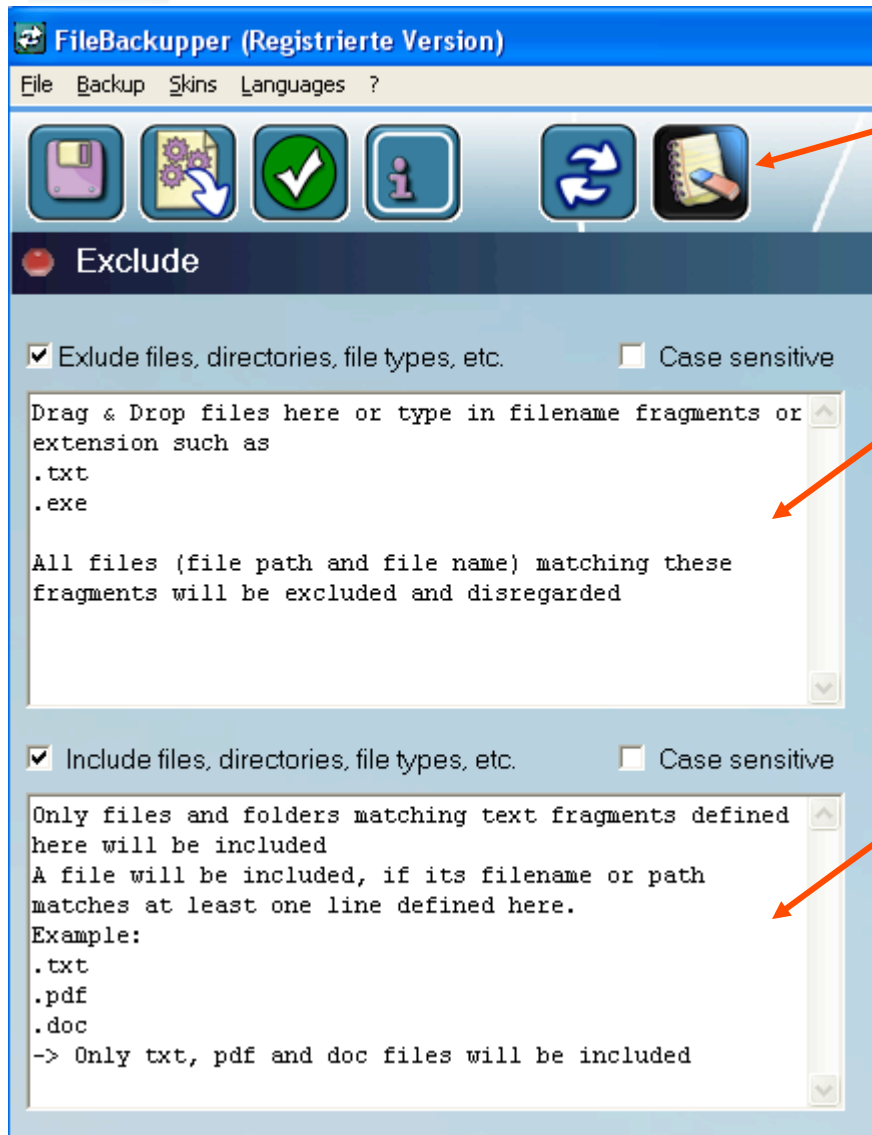 FileBackupper (Registrierte Version)
File Backup Skins Languages ?
Exclude
Exlude files, directories, file types, etc. Case sensitive
Drag & Drop files here or type in filename fragments or
extension such as
.txt
.exe
All files (file path and file name) matching these
fragments will be excluded and disregarded
Include files, directories, file types, etc. Case sensitive
Only files and folders matching text fragments defined
here will be included
A file will be included, if its filename or path
matches at least one line defined here.
Example:
.txt
.pdf
.doc
-> Only txt, pdf and doc files will be included